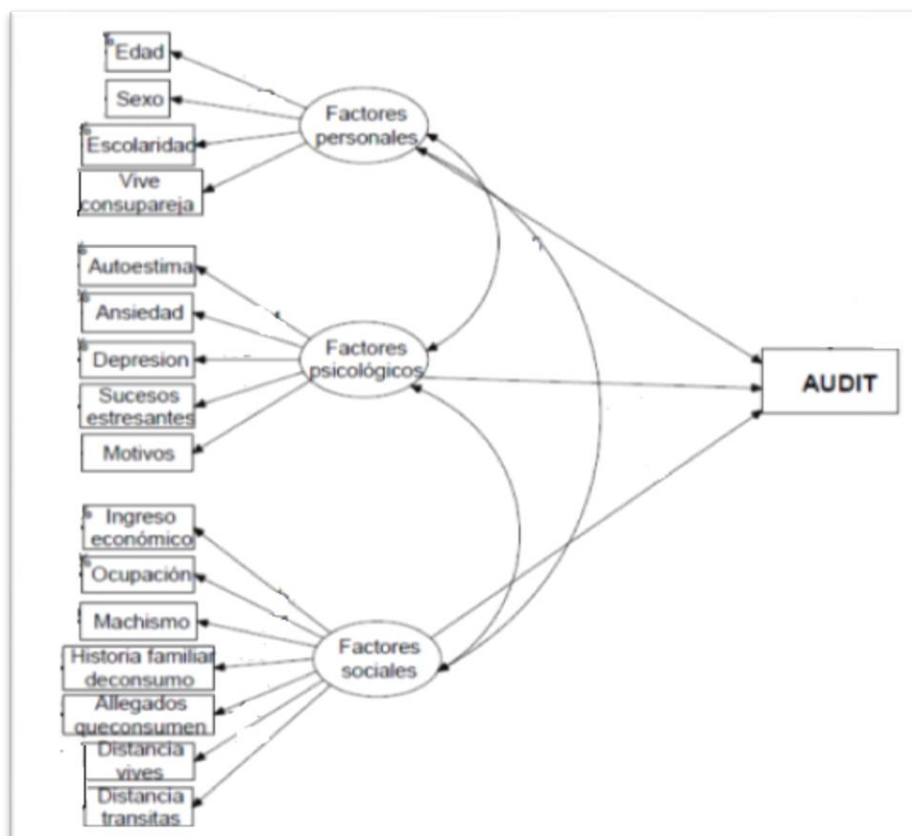 Edad
Sexo
Escolaridad
Vive
consupareja
Factores
personales
Autoestima
Ansiedad
Depresion
Sucesos
estresantes
Motivos
Factores
psicológicos
AUDIT
Ingreso
económico
Ocupación
Machismo
Historia familiar
deconsumo
Allegados
queconsumen
Distancia
vives
Distancia
transitas
Factores
sociales